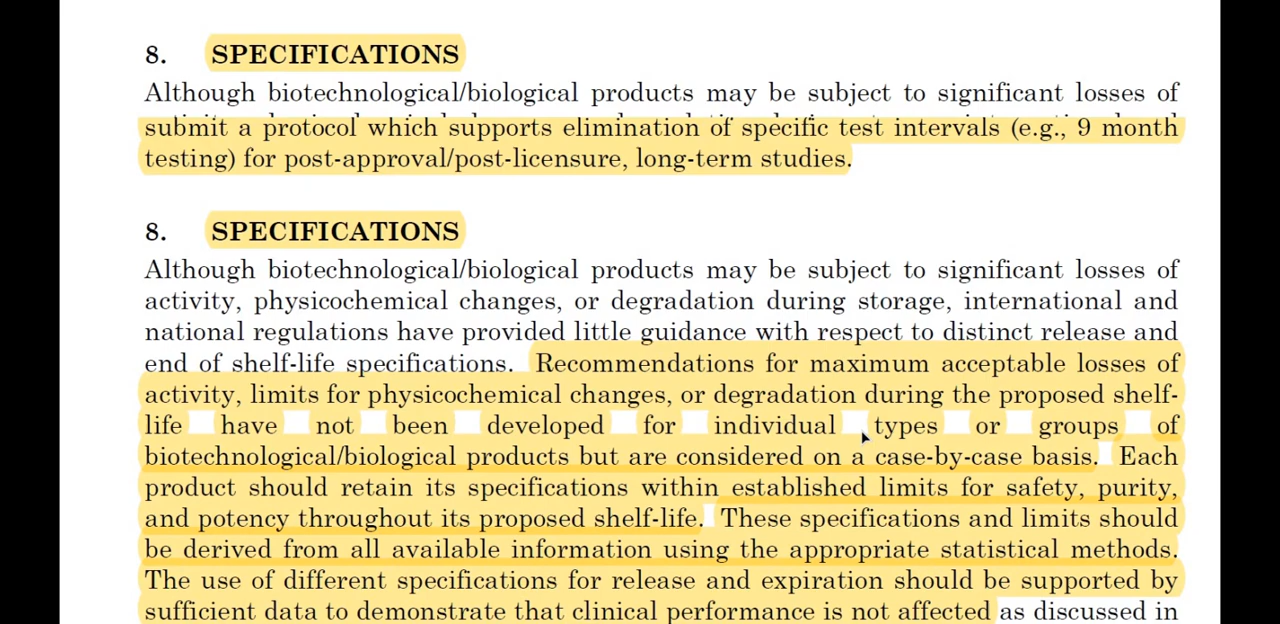 8. SPECIFICATIONS
Although biotechnological/biological products may be subject to significant losses of
submit a protocol which supports elimination of specific test intervals (e.g., 9 month
testing) for post-approval/post-licensure, long-term studies.
8. SPECIFICATIONS
Although biotechnological/biological products may be subject to significant losses of
activity, physicochemical changes, or degradation during storage, international and
national regulations have provided little guidance with respect to distinct release and
end of shelf-life specifications. Recommendations for maximum acceptable losses of
activity, limits for physicochemical changes, or degradation during the proposed shelf-
life have not been developed for individual types or groups of
biotechnological/biological products but are considered on a case-by-case basis. Each
product should retain its specifications within established limits for safety, purity,
and potency throughout its proposed shelf-life. These specifications and limits should
be derived from all available information using the appropriate statistical methods.
The use of different specifications for release and expiration should be supported by
sufficient data to demonstrate that clinical performance is not affected as discussed in